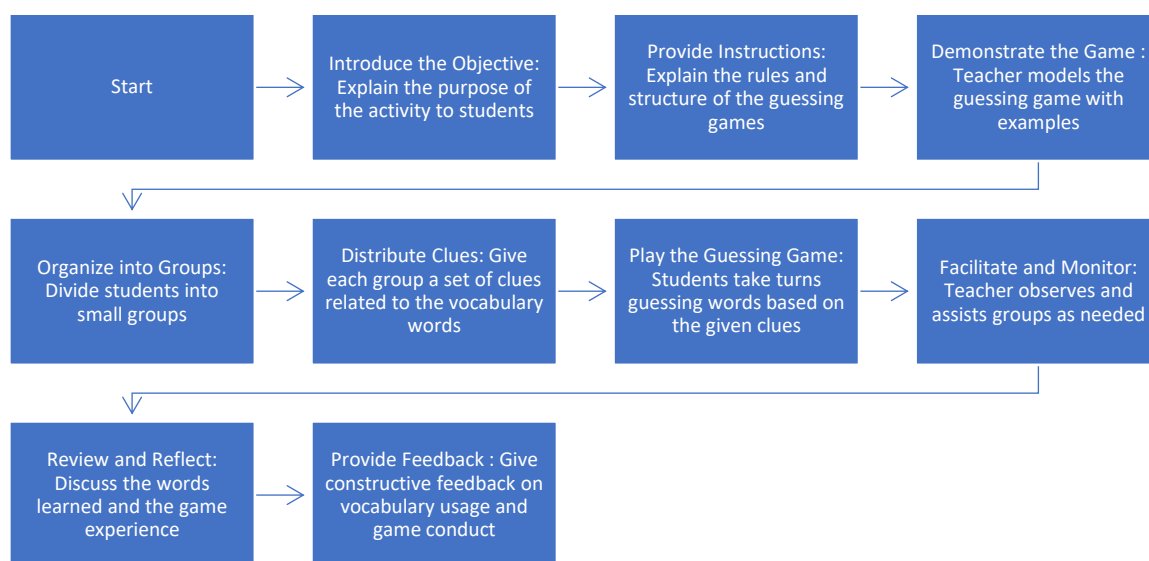 Start
Introduce the Objective:
Explain the purpose of
the activity to students
Provide Instructions:
Explain the rules and
structure of the guessing
games
Demonstrate the Game :
Teacher models the
guessing game with
examples
Organize into Groups:
Divide students into
small groups
Distribute Clues: Give
each group a set of clues
related to the vocabulary
words
Play the Guessing Game:
Students take turns
guessing words based on
the given clues
Facilitate and Monitor:
Teacher observes and
assists groups as needed
Review and Reflect:
Discuss the words
learned and the game
experience
Provide Feedback : Give
constructive feedback on
vocabulary usage and
game conduct